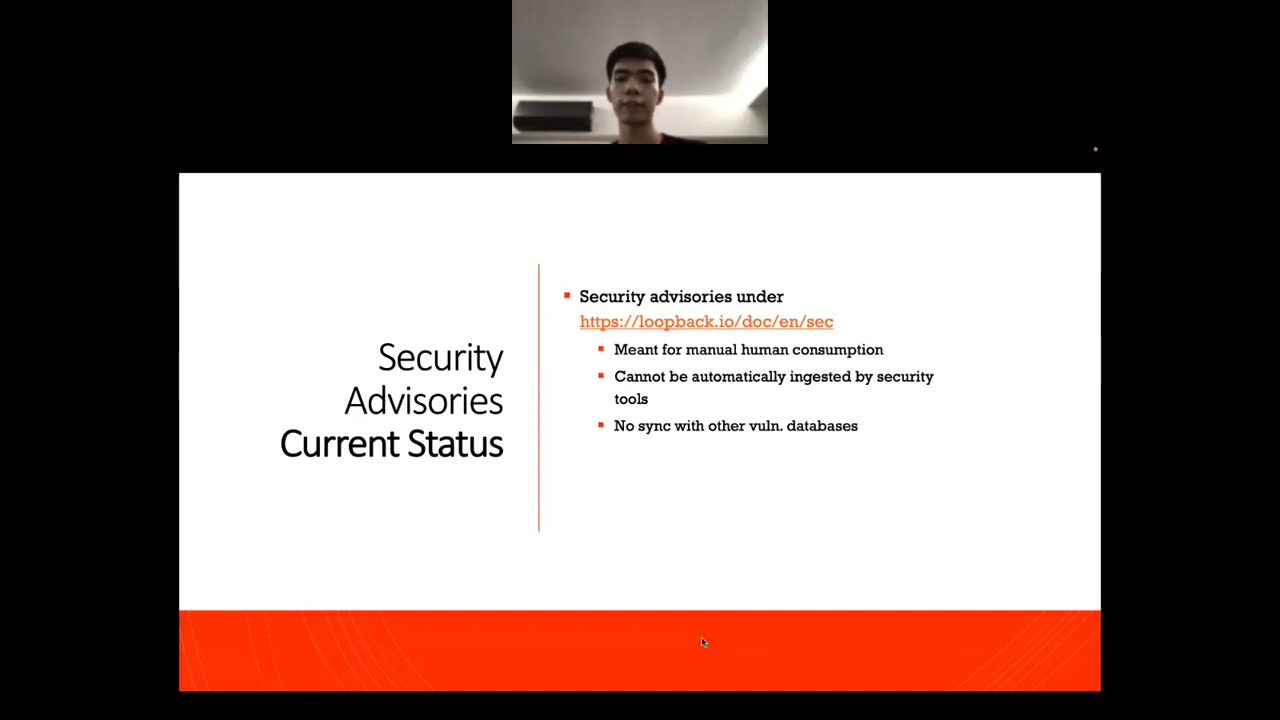 Security
Advisories
Current Status
Security advisories under
https://loopback.io/doc/en/sec
Meant for manual human consumption
Cannot be automatically ingested by security
tools
No sync with other vuln. databases